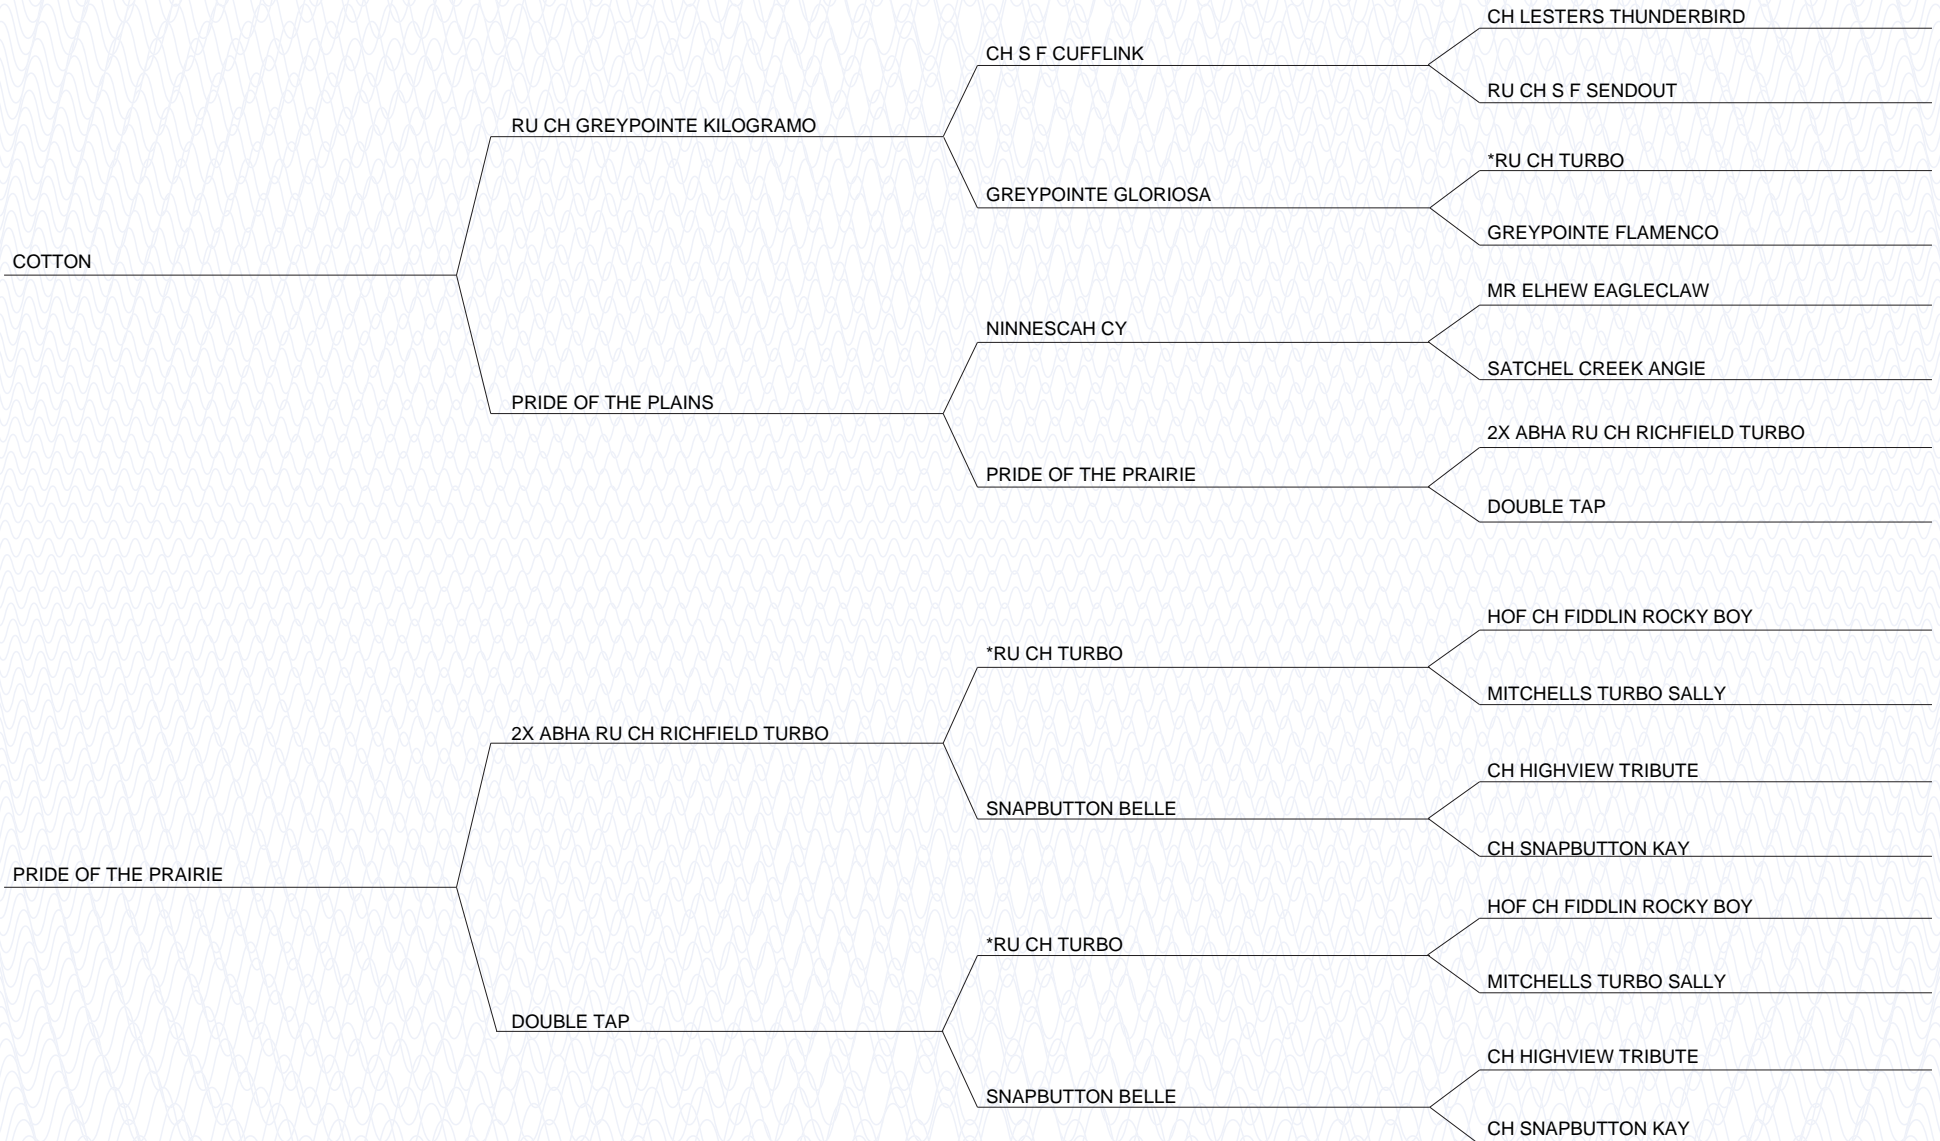 CH LESTERS THUNDERBIRD
CH S F CUFFLINK
RU CH S F SENDOUT
RU CH GREYPOINTE KILOGRAMO
*RU CH TURBO
GREYPOINTE GLORIOSA
GREYPOINTE FLAMENCO
COTTON
MR ELHEW EAGLECLAW
NINNESCAH CY
SATCHEL CREEK ANGIE
PRIDE OF THE PLAINS
2X ABHA RU CH RICHFIELD TURBO
PRIDE OF THE PRAIRIE
DOUBLE TAP
HOF CH FIDDLIN ROCKY BOY
*RU CH TURBO
MITCHELLS TURBO SALLY
2X ABHA RU CH RICHFIELD TURBO
CH HIGHVIEW TRIBUTE
SNAPBUTTON BELLE
CH SNAPBUTTON KAY
PRIDE OF THE PRAIRIE
HOF CH FIDDLIN ROCKY BOY
*RU CH TURBO
MITCHELLS TURBO SALLY
DOUBLE TAP
CH HIGHVIEW TRIBUTE
SNAPBUTTON BELLE
CH SNAPBUTTON KAY